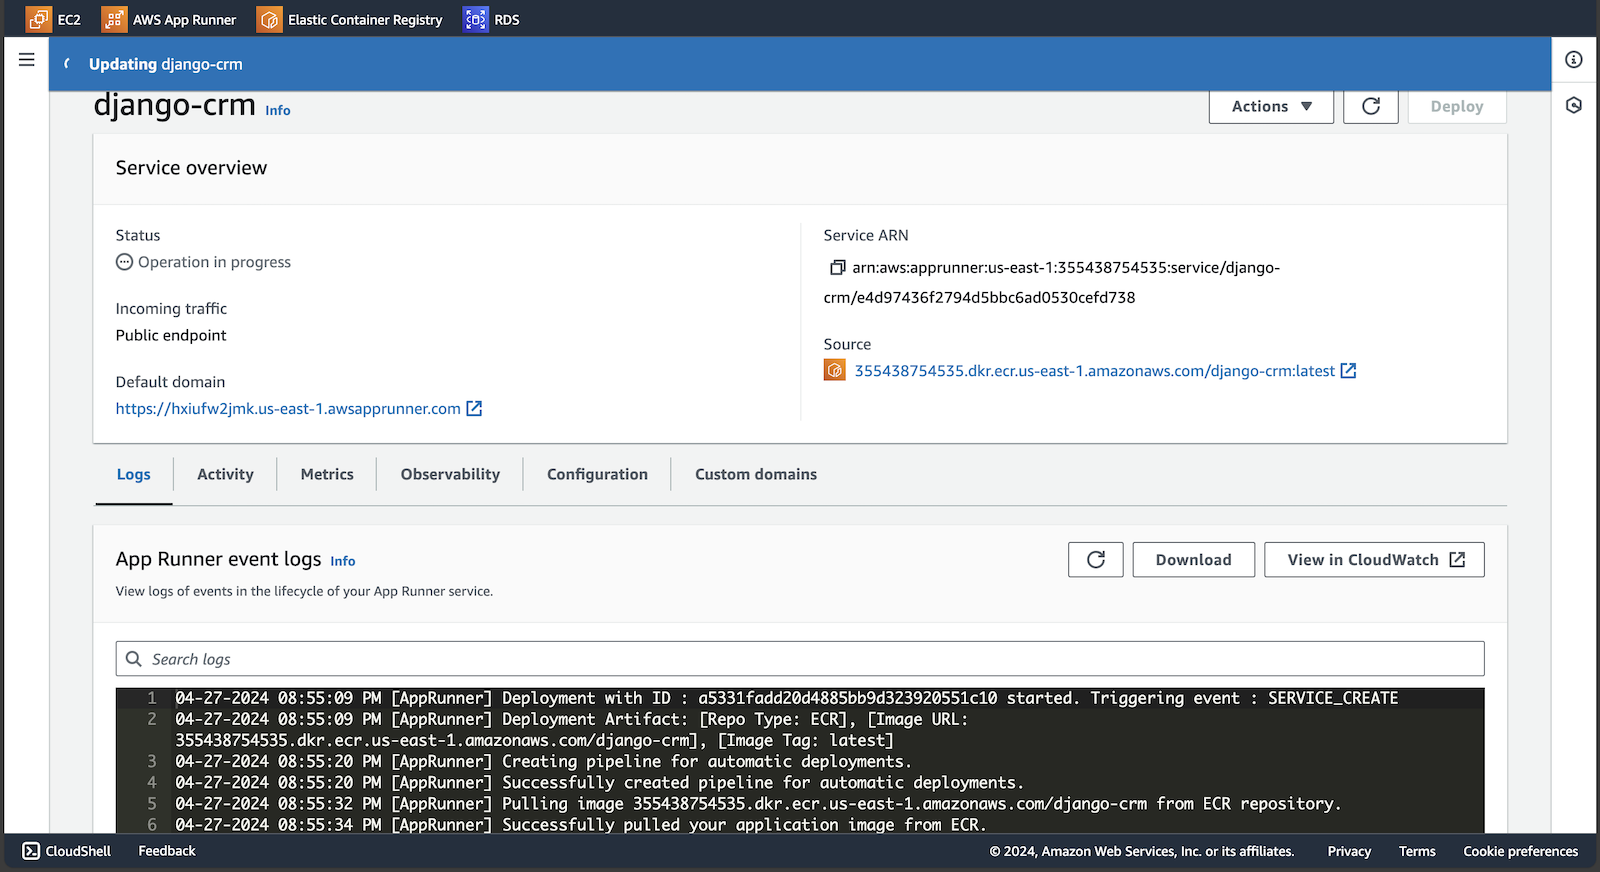 EC2 AWS App Runner Elastic Container Registry RDS
Updating django-crm
django-crm Info Actions Deploy
Service overview
Status
Operation in progress
Incoming traffic
Public endpoint
Default domain
https://hxiufw2jmk.us-east-1.awsapprunner.com
Service ARN
arn:aws:apprunner:us-east-1:355438754535:service/django-
crm/e4d97436f2794d5bbc6ad0530cefd738
Source
355438754535.dkr.ecr.us-east-1.amazonaws.com/django-crm:latest
Logs Activity Metrics Observability Configuration Custom domains
App Runner event logs Info Download View in CloudWatch
View logs of events in the lifecycle of your App Runner service.
Search logs
1 04-27-2024 08:55:09 PM [AppRunner] Deployment with ID : a5331fadd20d4885bb9d323920551c10 started. Triggering event : SERVICE_CREATE
2 04-27-2024 08:55:09 PM [AppRunner] Deployment Artifact: [Repo Type: ECR], [Image URL:
355438754535.dkr.ecr.us-east-1.amazonaws.com/django-crm], [Image Tag: latest]
3 04-27-2024 08:55:20 PM [AppRunner] Creating pipeline for automatic deployments.
4 04-27-2024 08:55:20 PM [AppRunner] Successfully created pipeline for automatic deployments.
5 04-27-2024 08:55:32 PM [AppRunner] Pulling image 355438754535.dkr.ecr.us-east-1.amazonaws.com/django-crm from ECR repository.
6 04-27-2024 08:55:34 PM [AppRunner] Successfully pulled your application image from ECR.
CloudShell Feedback © 2024, Amazon Web Services, Inc. or its affiliates. Privacy Terms Cookie preferences